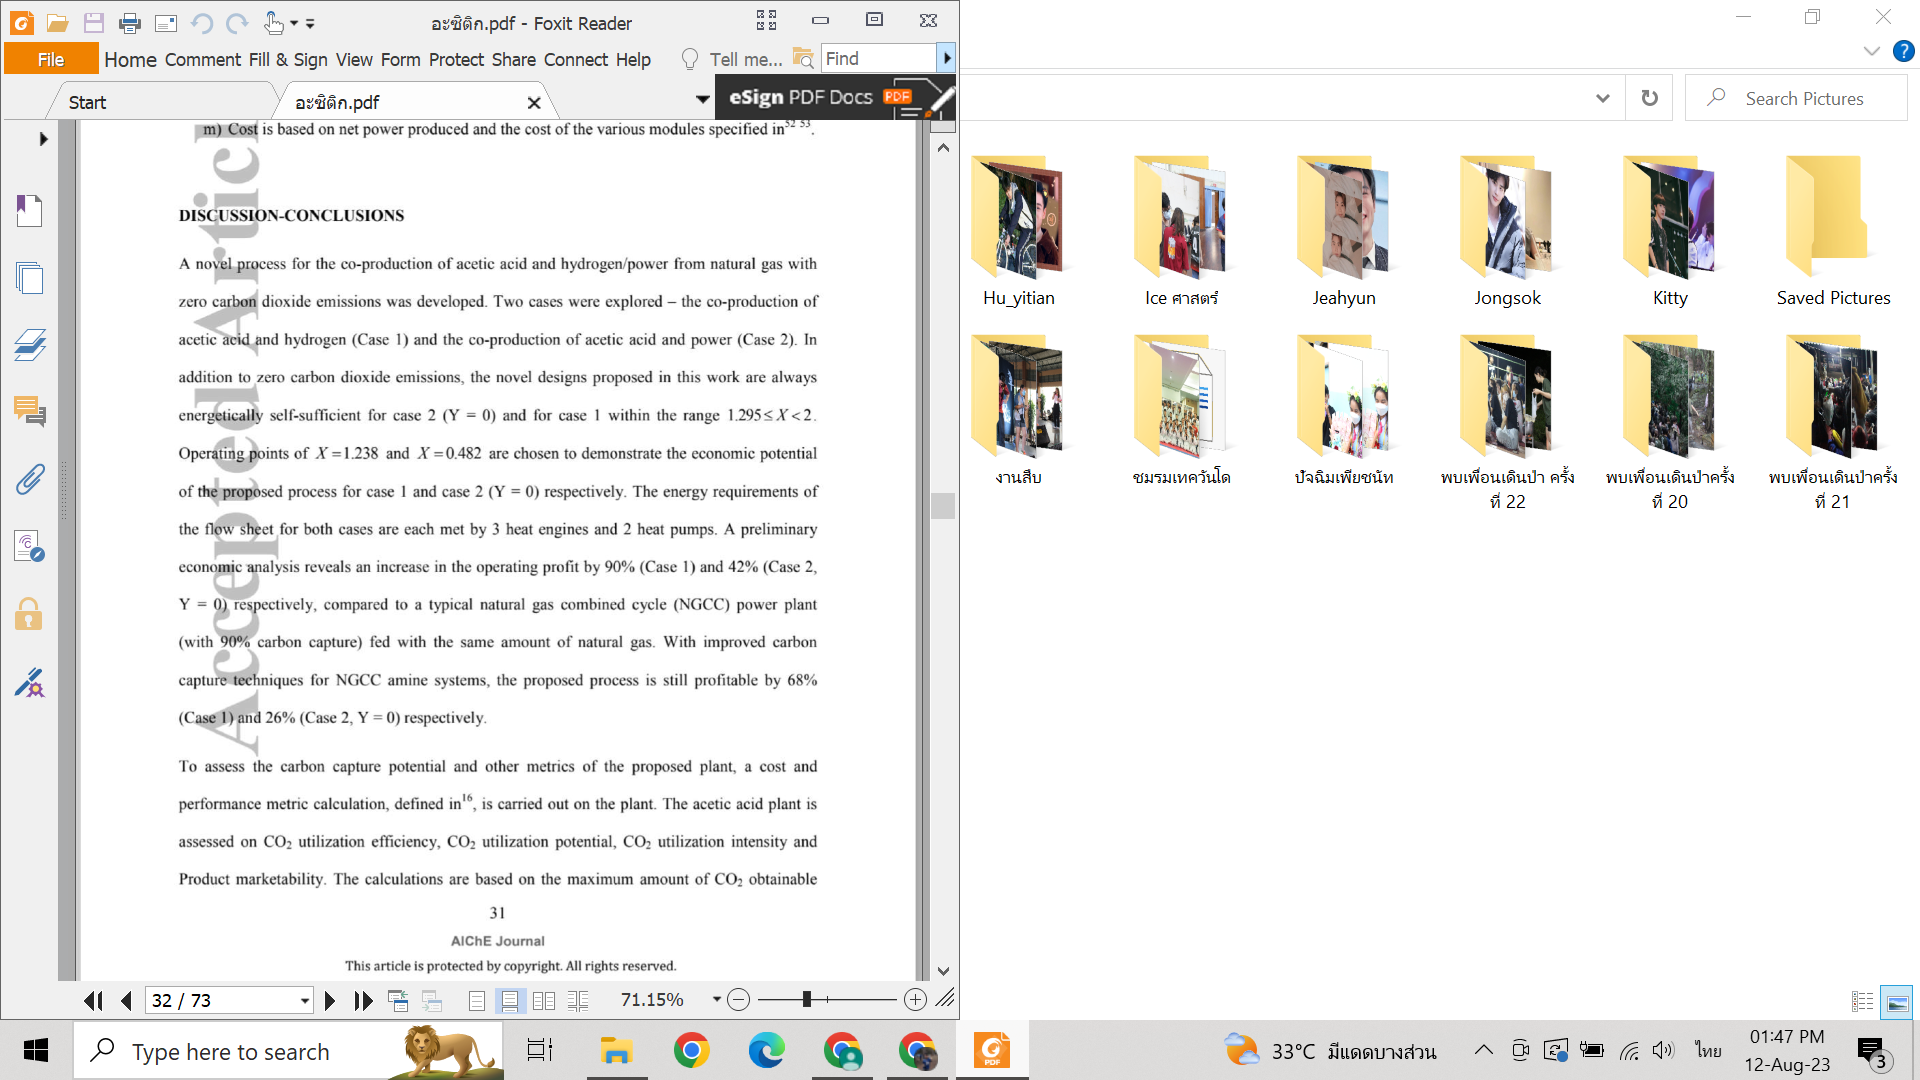 อะซิติก.pdf - Foxit Reader
File Home Comment Fill & Sign View Form Protect Share Connect Help Tell me... Find
Start
อะซิติก.pdf
eSign PDF Docs PDF
m) Cost is based on net power produced and the cost of the various modules specified in52 53.
DISCUSSION-CONCLUSIONS
A novel process for the co-production of acetic acid and hydrogen/power from natural gas with
zero carbon dioxide emissions was developed. Two cases were explored – the co-production of
acetic acid and hydrogen (Case 1) and the co-production of acetic acid and power (Case 2). In
addition to zero carbon dioxide emissions, the novel designs proposed in this work are always
energetically self-sufficient for case 2 (Y = 0) and for case 1 within the range 1.295 ≤ X < 2.
Operating points of X = 1.238 and X = 0.482 are chosen to demonstrate the economic potential
of the proposed process for case 1 and case 2 (Y = 0) respectively. The energy requirements of
the flow sheet for both cases are each met by 3 heat engines and 2 heat pumps. A preliminary
economic analysis reveals an increase in the operating profit by 90% (Case 1) and 42% (Case 2,
Y = 0) respectively, compared to a typical natural gas combined cycle (NGCC) power plant
(with 90% carbon capture) fed with the same amount of natural gas. With improved carbon
capture techniques for NGCC amine systems, the proposed process is still profitable by 68%
(Case 1) and 26% (Case 2, Y = 0) respectively.
To assess the carbon capture potential and other metrics of the proposed plant, a cost and
performance metric calculation, defined in16, is carried out on the plant. The acetic acid plant is
assessed on CO2 utilization efficiency, CO2 utilization potential, CO2 utilization intensity and
Product marketability. The calculations are based on the maximum amount of CO2 obtainable
31
AIChE Journal
This article is protected by copyright. All rights reserved.
Accepted Articl
32 / 73
71.15%
Search Pictures
Hu_yitian
Ice ศาสตร์
Jeahyun
Jongsok
Kitty
Saved Pictures
งานสืบ
ชมรมเทควันโด
ปัจฉิมเพียชนัท
พบเพื่อนเดินป่า ครั้ง
ที่ 22
พบเพื่อนเดินป่าครั้ง
ที่ 20
พบเพื่อนเดินป่าครั้ง
ที่ 21
Type here to search
33°C มีแดดบางส่วน
ไทย
01:47 PM
12-Aug-23
3